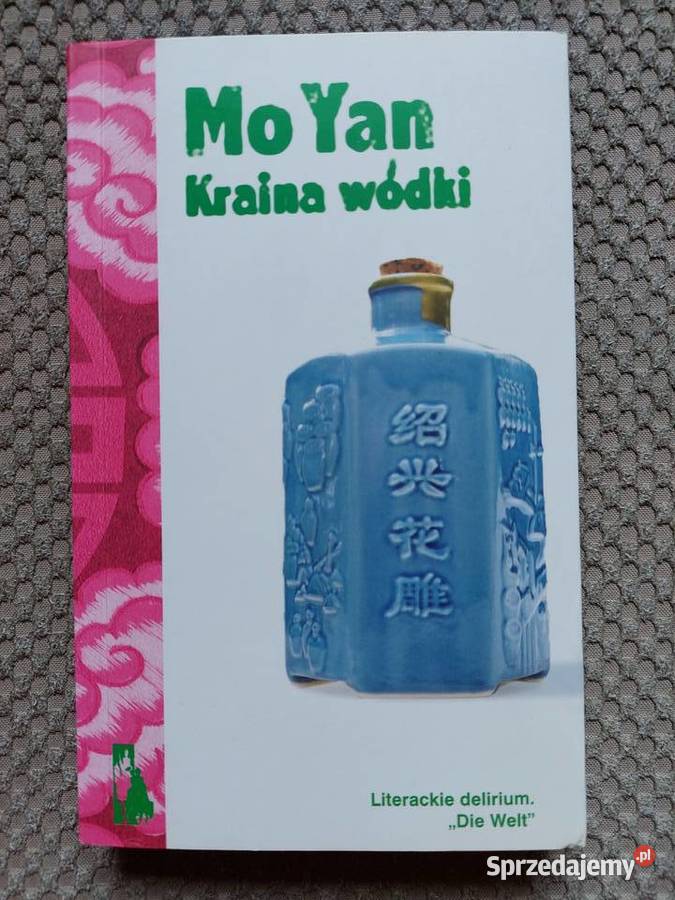 Mo Yan
Kraina wódki
绍
兴
花
雕
Literackie delirium.
„Die Welt”
Sprzedajemy.pl